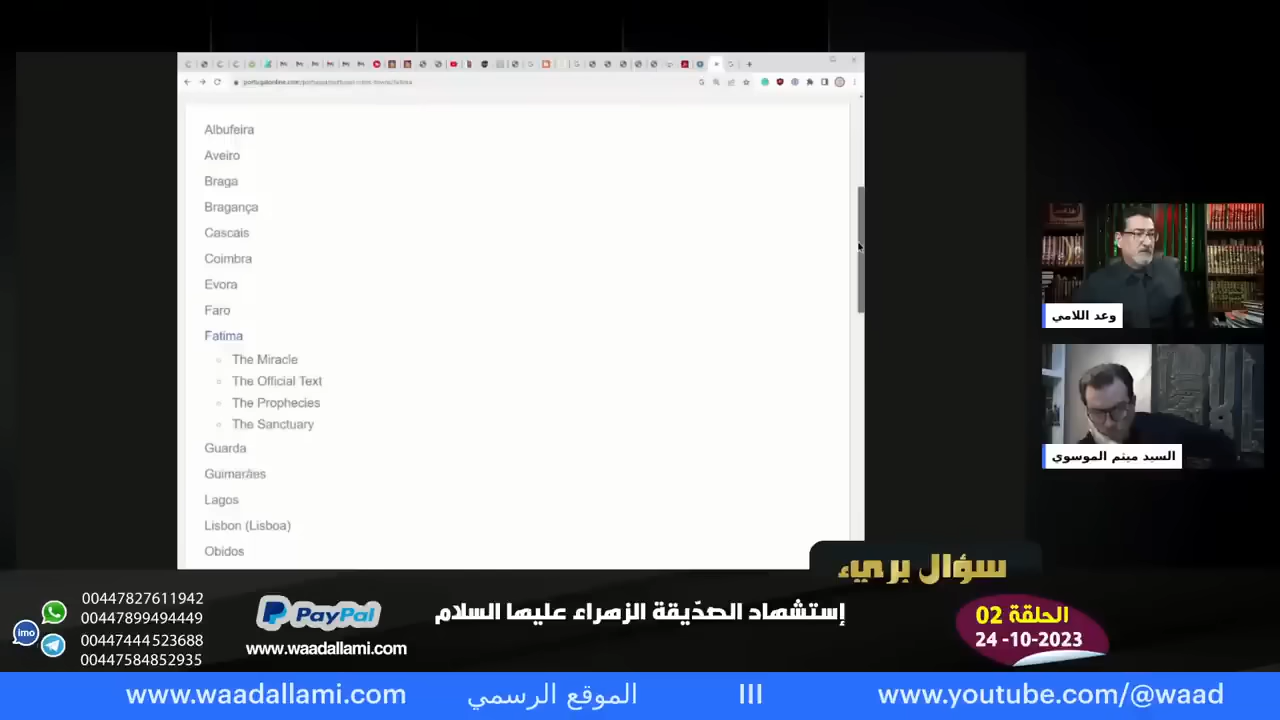 Albufeira
Aveiro
Braga
Bragança
Cascais
Coimbra
Evora
Faro
Fatima
The Miracle
The Official Text
The Prophecies
The Sanctuary
Guarda
Guimarães
Lagos
Lisbon (Lisboa)
Obidos
وعد اللامي
السيد ميثم الموسوي
سؤال بريء
الحلقة 02
24 -10-2023
إستشهاد الصدّيقة الزهراء عليها السلام
PayPal
www.waadallami.com
imo
00447827611942
00447899494449
00447444523688
00447584852935
www.waadallami.com
الموقع الرسمي
III
www.youtube.com/@waad